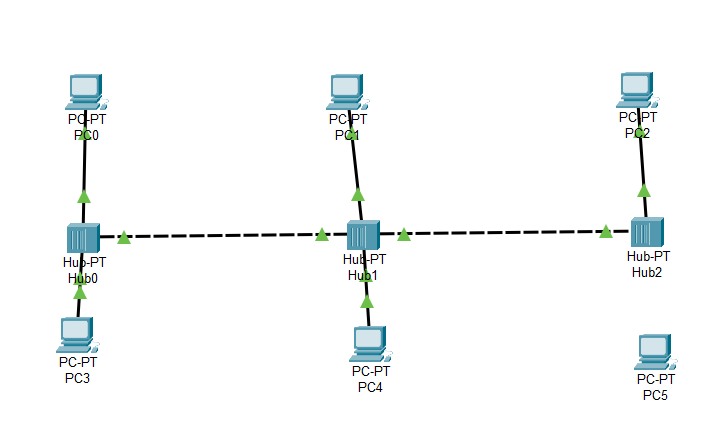 PC-PT
PC0
PC-PT
PC1
PC-PT
PC2
Hub-PT
Hub0
Hub-PT
Hub1
Hub-PT
Hub2
PC-PT
PC3
PC-PT
PC4
PC-PT
PC5